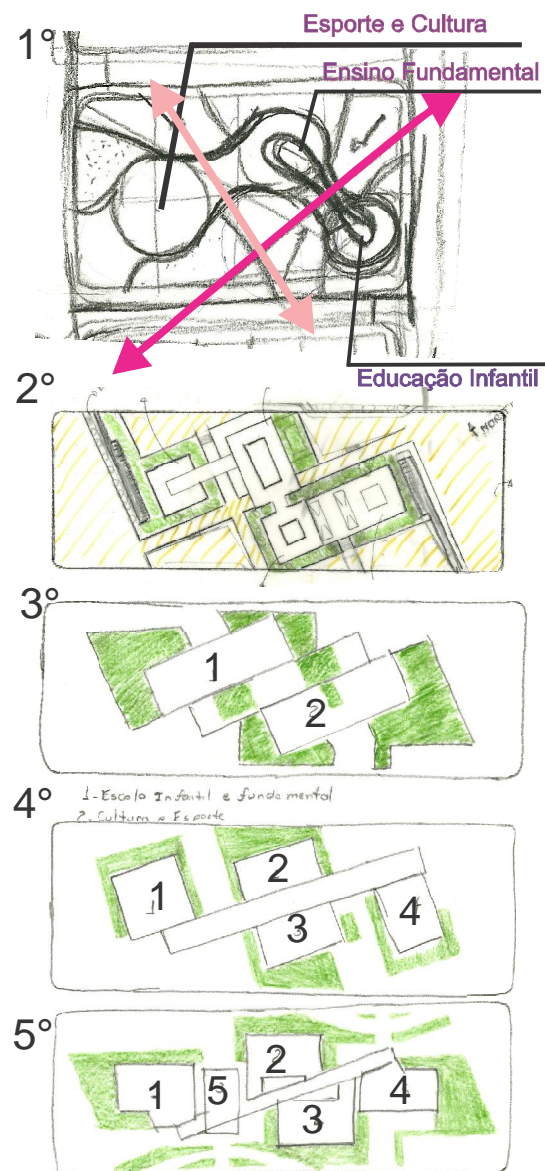 1°
Esporte e Cultura
Ensino Fundamental
Educação Infantil
2°
NORTE
3°
1
2
1-Escola Infantil e fundamental
2. Cultura e Esporte
4°
1
2
3
4
5°
1
5
2
3
4